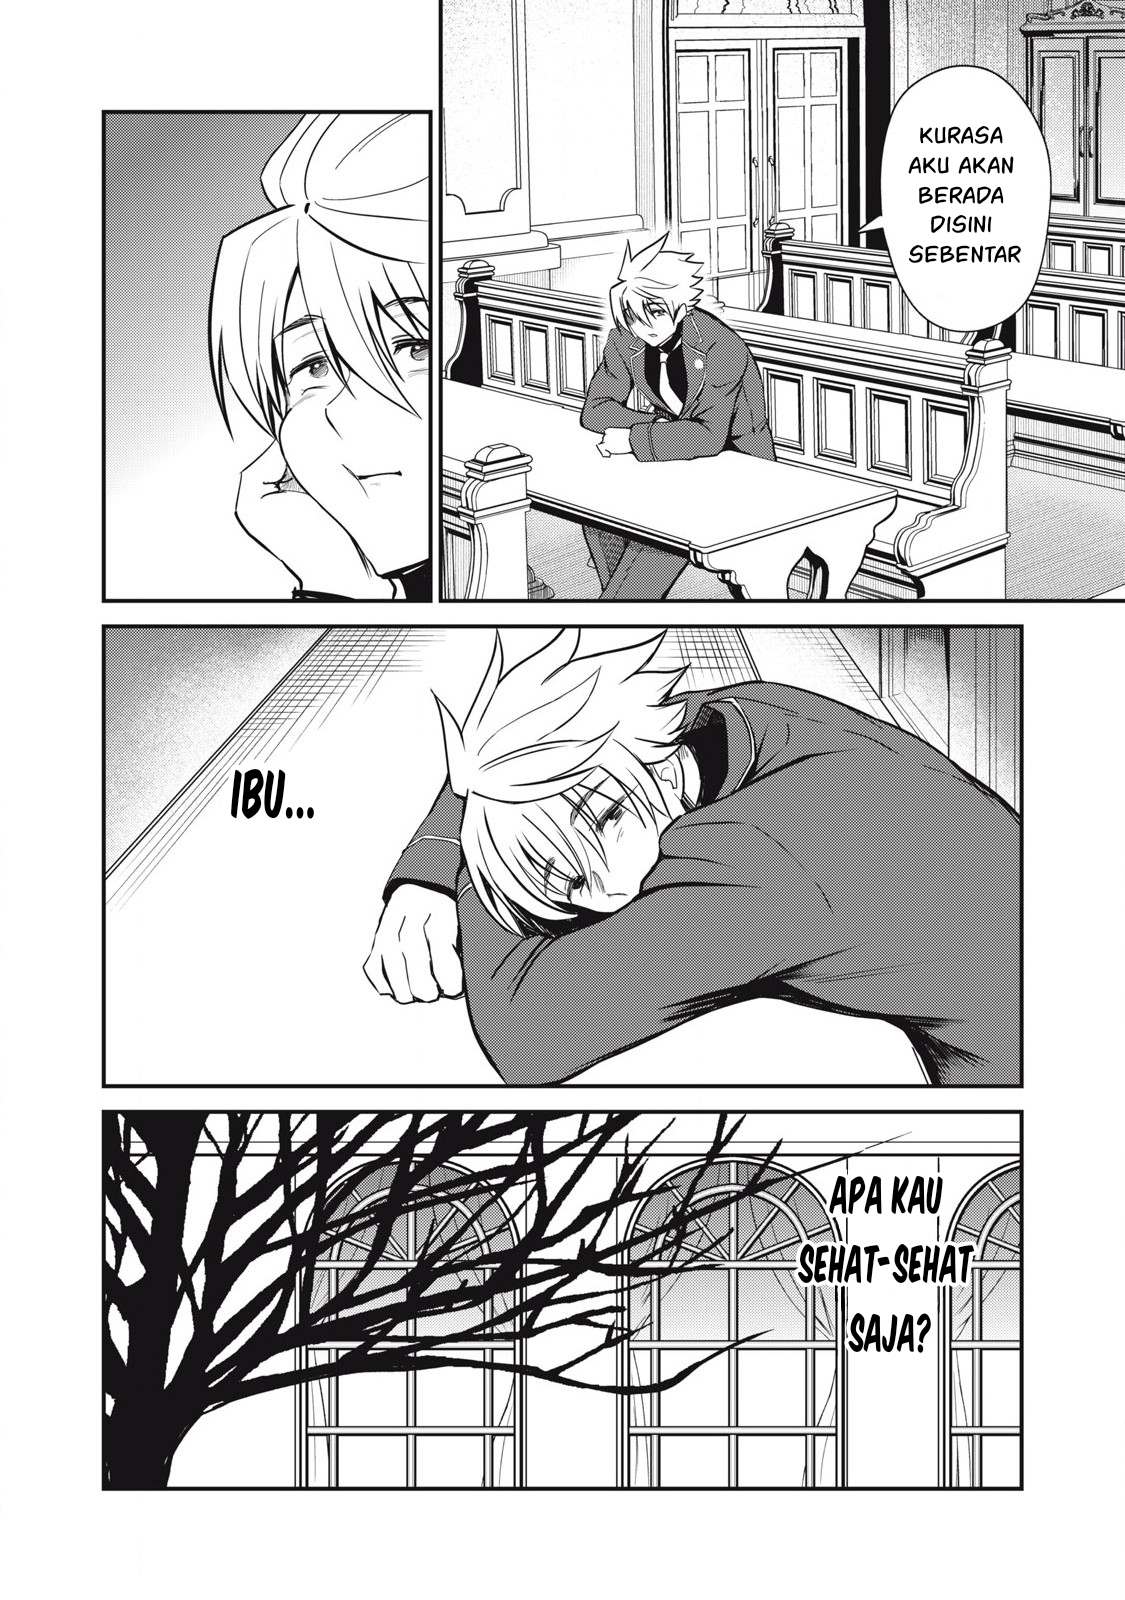 KURASA
AKU AKAN
BERADA
DISINI
SEBENTAR
IBU...
APA KAU
SEHAT-SEHAT
SAJA?